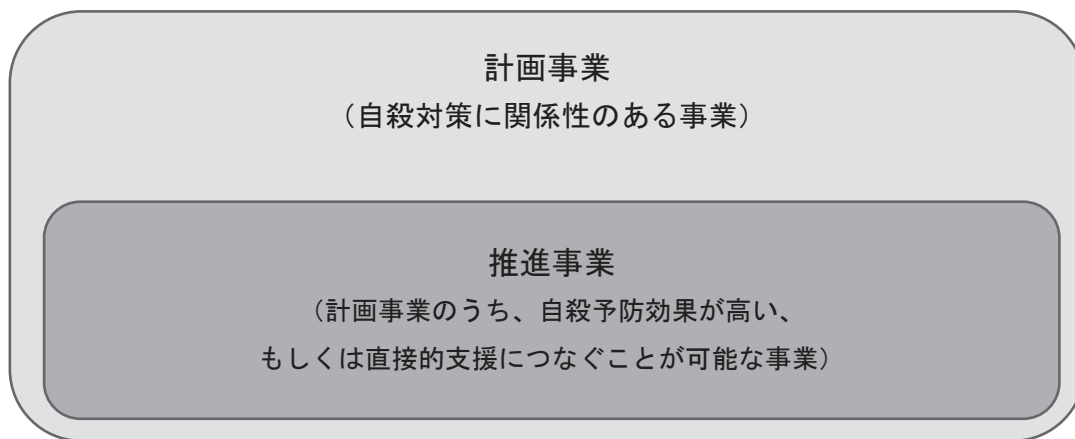 計画事業
（自殺対策に関係性のある事業）
推進事業
（計画事業のうち、自殺予防効果が高い、
もしくは直接的支援につなぐことが可能な事業）